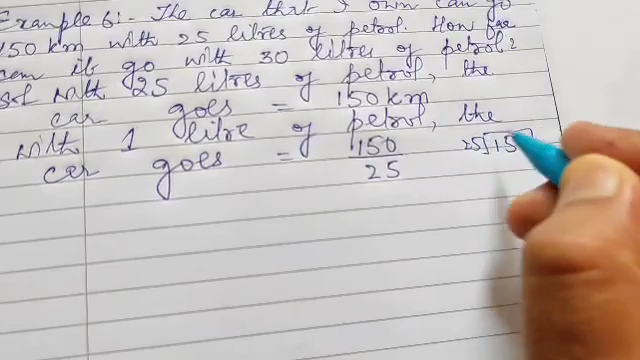 Example 6:- The car that I own can go
150 km with 25 litres of petrol. How far
can it go with 30 litres of petrol?
Sol with 25 litres of petrol, the
car goes = 150 km
with 1 litre of petrol, the
car goes = 150/25 25[15